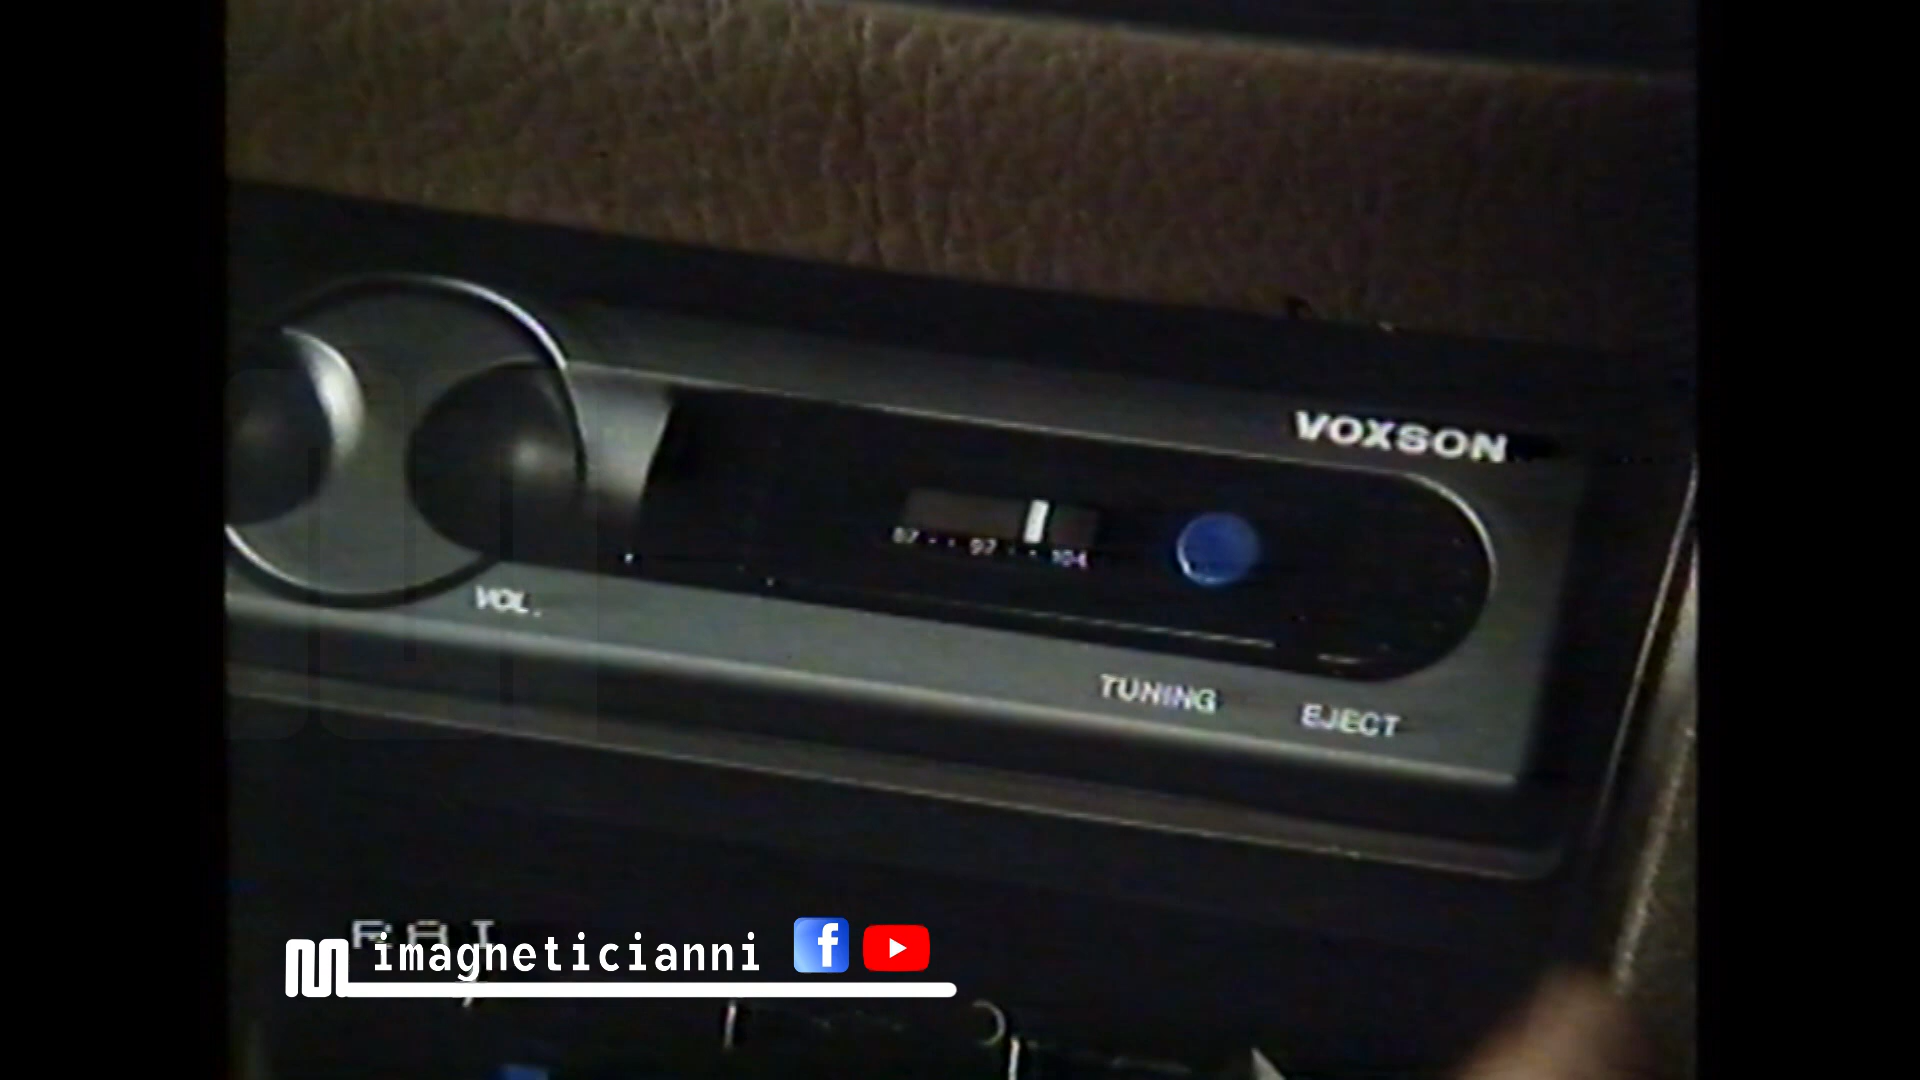 VOXSON
87 · · 97 · · 104
VOL.
TUNING
EJECT
RAI
imagneticianni